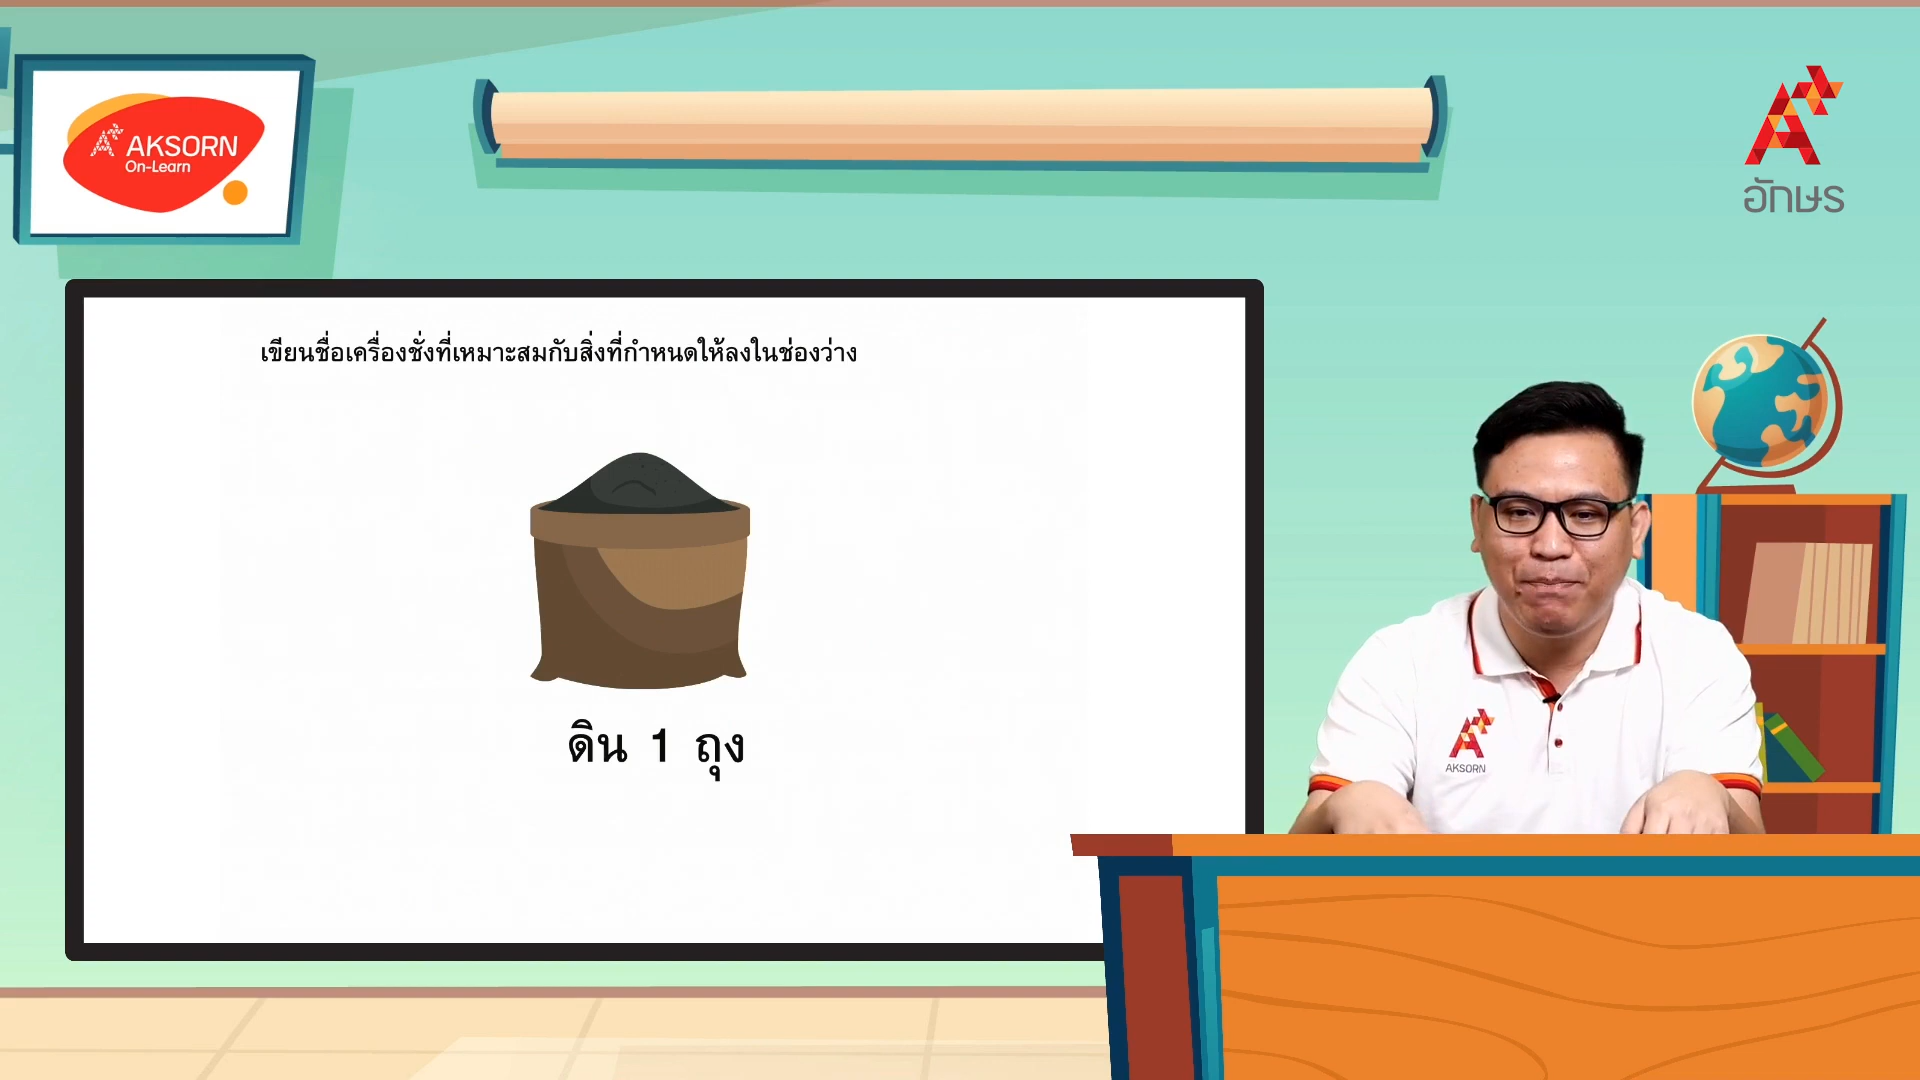 AKSORN
On-Learn
อักษร
เขียนชื่อเครื่องชั่งที่เหมาะสมกับสิ่งที่กำหนดให้ลงในช่องว่าง
ดิน 1 ถุง
AKSORN